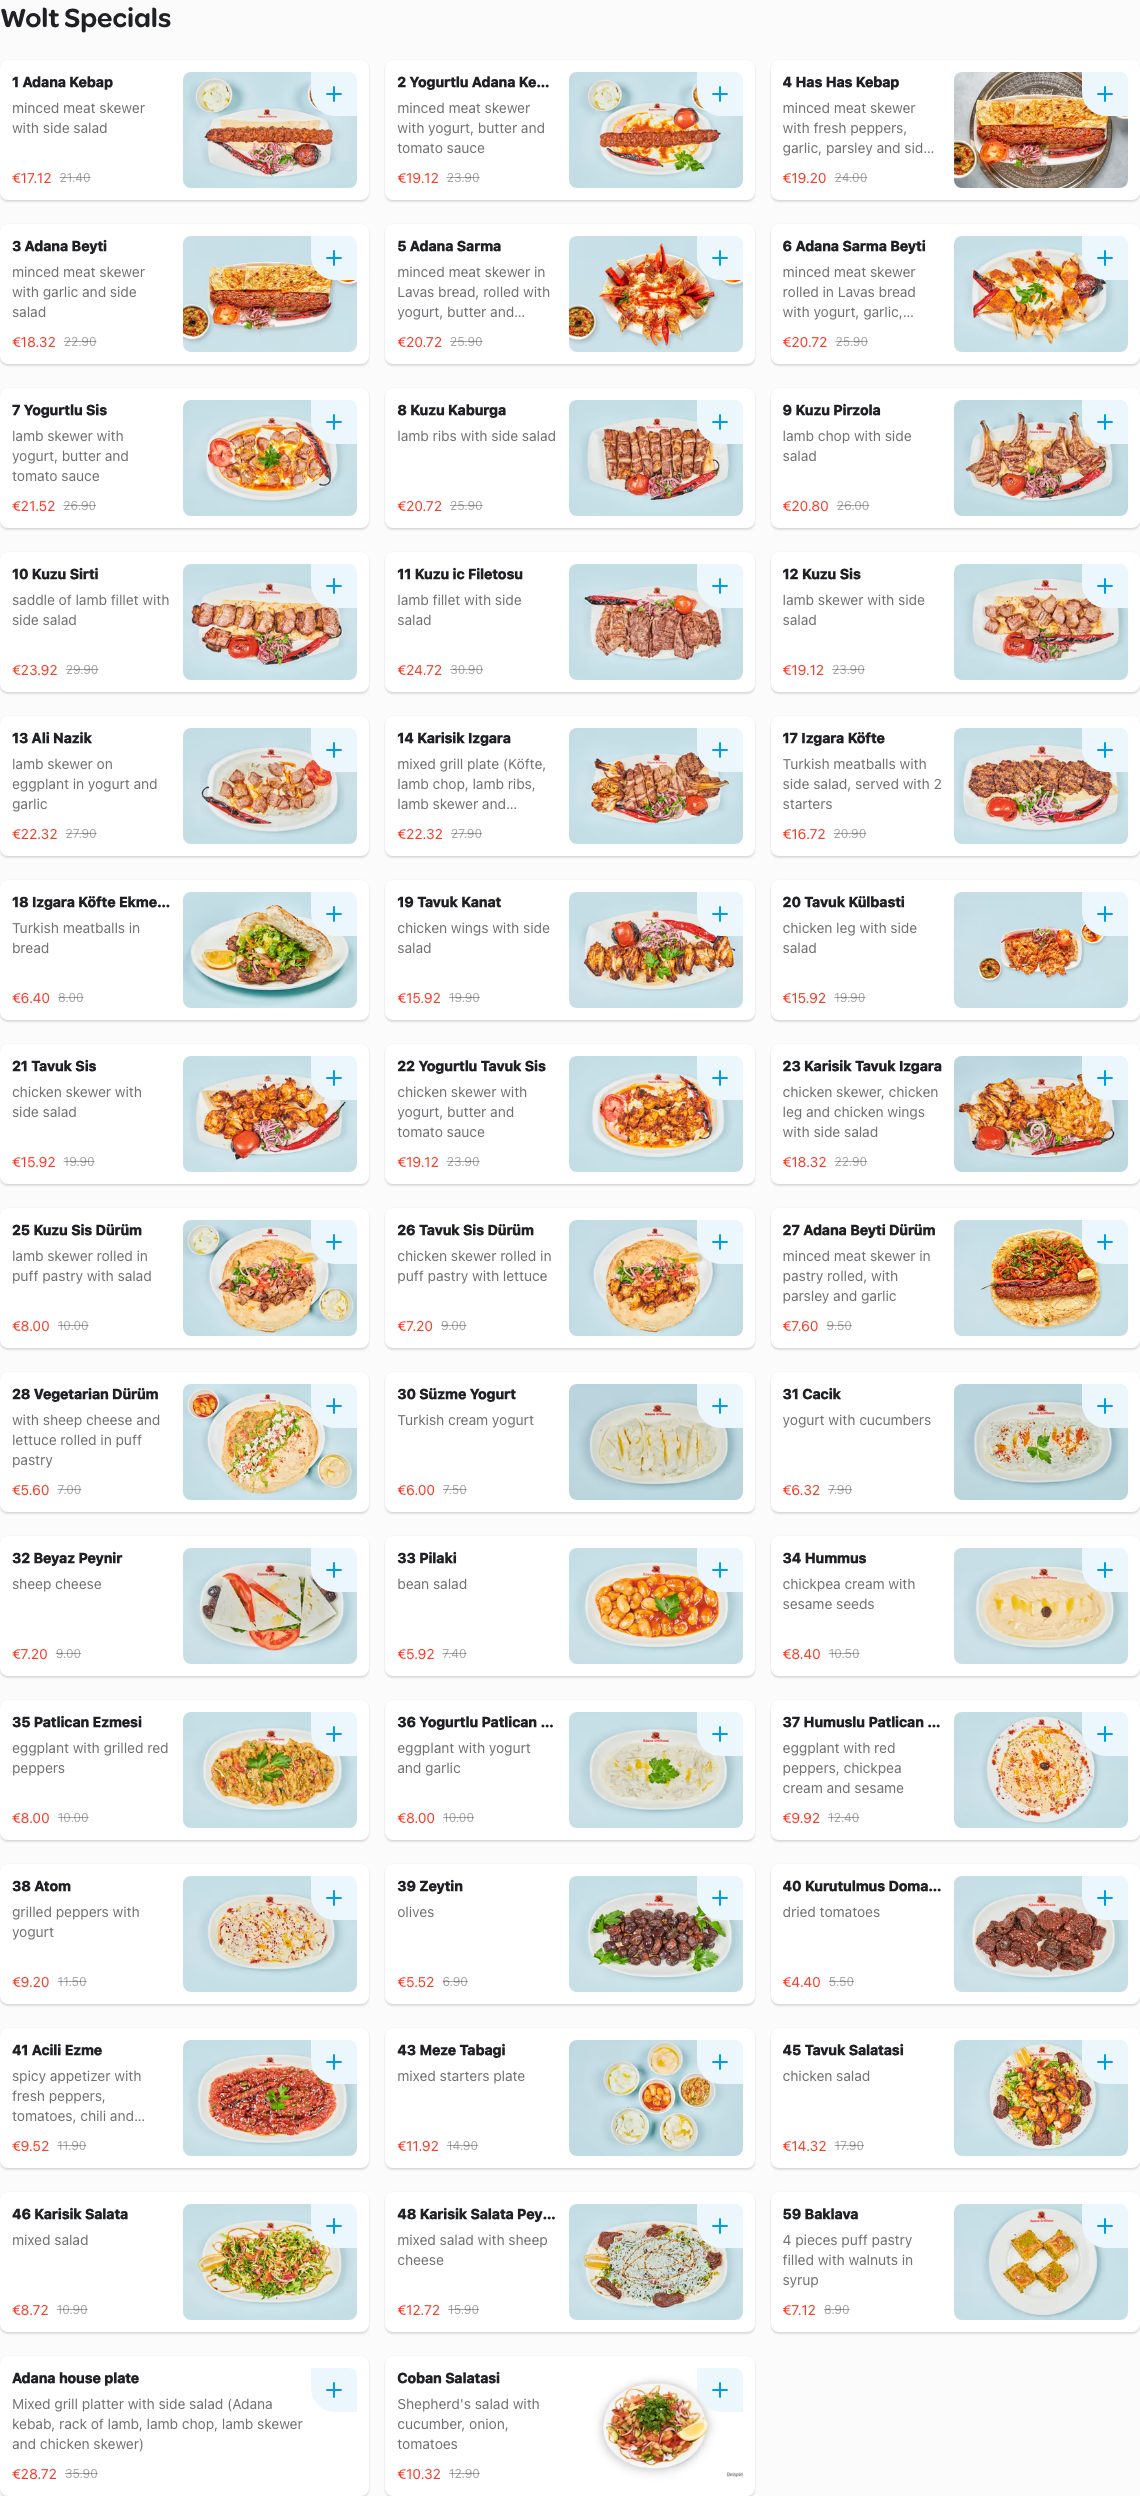 Wolt Specials
1 Adana Kebap
minced meat skewer
with side salad
€17.12 21.40
2 Yogurtlu Adana Ke...
minced meat skewer
with yogurt, butter and
tomato sauce
€19.12 23.90
4 Has Has Kebap
minced meat skewer
with fresh peppers,
garlic, parsley and sid...
€19.20 24.00
3 Adana Beyti
minced meat skewer
with garlic and side
salad
€18.32 22.90
5 Adana Sarma
minced meat skewer in
Lavas bread, rolled with
yogurt, butter and...
€20.72 25.90
6 Adana Sarma Beyti
minced meat skewer
rolled in Lavas bread
with yogurt, garlic,...
€20.72 25.90
7 Yogurtlu Sis
lamb skewer with
yogurt, butter and
tomato sauce
€21.52 26.90
8 Kuzu Kaburga
lamb ribs with side salad
€20.72 25.90
9 Kuzu Pirzola
lamb chop with side
salad
€20.80 26.00
10 Kuzu Sirti
saddle of lamb fillet with
side salad
€23.92 29.90
11 Kuzu ic Filetosu
lamb fillet with side
salad
€24.72 30.90
12 Kuzu Sis
lamb skewer with side
salad
€19.12 23.90
13 Ali Nazik
lamb skewer on
eggplant in yogurt and
garlic
€22.32 27.90
14 Karisik Izgara
mixed grill plate (Köfte,
lamb chop, lamb ribs,
lamb skewer and...
€22.32 27.90
17 Izgara Köfte
Turkish meatballs with
side salad, served with 2
starters
€16.72 20.90
18 Izgara Köfte Ekme...
Turkish meatballs in
bread
€6.40 8.00
19 Tavuk Kanat
chicken wings with side
salad
€15.92 19.90
20 Tavuk Külbasti
chicken leg with side
salad
€15.92 19.90
21 Tavuk Sis
chicken skewer with
side salad
€15.92 19.90
22 Yogurtlu Tavuk Sis
chicken skewer with
yogurt, butter and
tomato sauce
€19.12 23.90
23 Karisik Tavuk Izgara
chicken skewer, chicken
leg and chicken wings
with side salad
€18.32 22.90
25 Kuzu Sis Dürüm
lamb skewer rolled in
puff pastry with salad
€8.00 10.00
26 Tavuk Sis Dürüm
chicken skewer rolled in
puff pastry with lettuce
€7.20 9.00
27 Adana Beyti Dürüm
minced meat skewer in
pastry rolled, with
parsley and garlic
€7.60 9.50
28 Vegetarian Dürüm
with sheep cheese and
lettuce rolled in puff
pastry
€5.60 7.00
30 Süzme Yogurt
Turkish cream yogurt
€6.00 7.50
31 Cacik
yogurt with cucumbers
€6.32 7.90
32 Beyaz Peynir
sheep cheese
€7.20 9.00
33 Pilaki
bean salad
€5.92 7.40
34 Hummus
chickpea cream with
sesame seeds
€8.40 10.50
35 Patlican Ezmesi
eggplant with grilled red
peppers
€8.00 10.00
36 Yogurtlu Patlican ...
eggplant with yogurt
and garlic
€8.00 10.00
37 Humuslu Patlican ...
eggplant with red
peppers, chickpea
cream and sesame
€9.92 12.40
38 Atom
grilled peppers with
yogurt
€9.20 11.50
39 Zeytin
olives
€5.52 6.90
40 Kurutulmus Doma...
dried tomatoes
€4.40 5.50
41 Acili Ezme
spicy appetizer with
fresh peppers,
tomatoes, chili and...
€9.52 11.90
43 Meze Tabagi
mixed starters plate
€11.92 14.90
45 Tavuk Salatasi
chicken salad
€14.32 17.90
46 Karisik Salata
mixed salad
€8.72 10.90
48 Karisik Salata Pey...
mixed salad with sheep
cheese
€12.72 15.90
59 Baklava
4 pieces puff pastry
filled with walnuts in
syrup
€7.12 8.90
Adana house plate
Mixed grill platter with side salad (Adana
kebab, rack of lamb, lamb chop, lamb skewer
and chicken skewer)
€28.72 35.90
Coban Salatasi
Shepherd's salad with
cucumber, onion,
tomatoes
€10.32 12.90
Beispiel